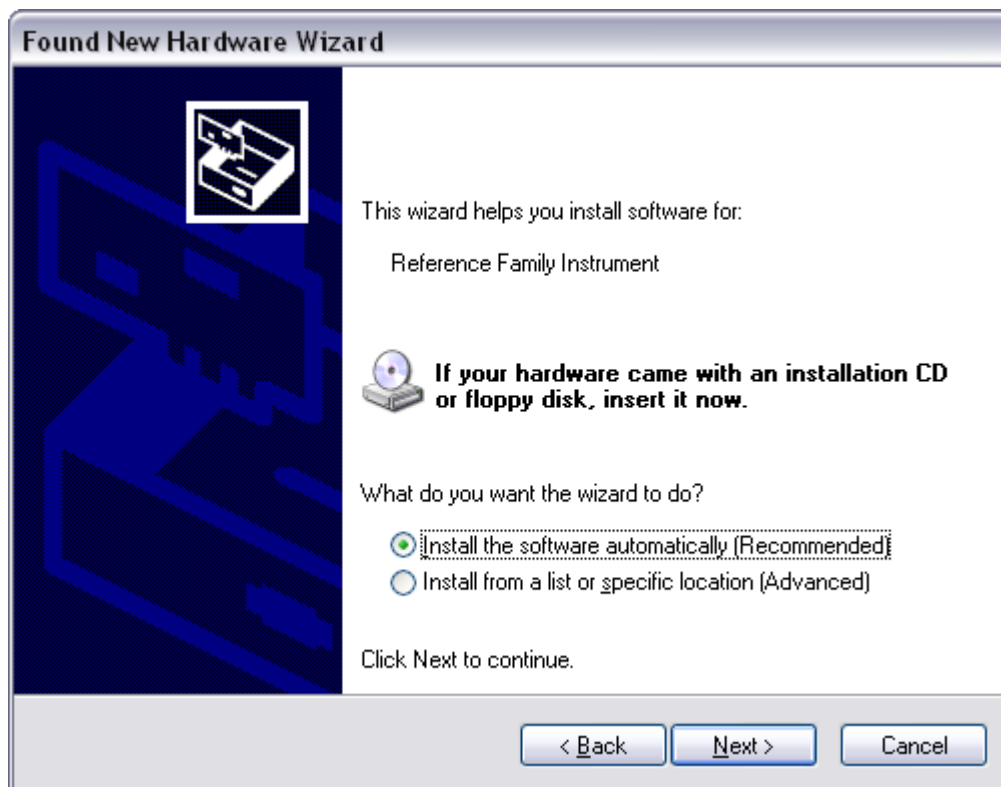 Found New Hardware Wizard
This wizard helps you install software for:
Reference Family Instrument
If your hardware came with an installation CD
or floppy disk, insert it now.
What do you want the wizard to do?
Install the software automatically (Recommended)
Install from a list or specific location (Advanced)
Click Next to continue.
< Back
Next >
Cancel